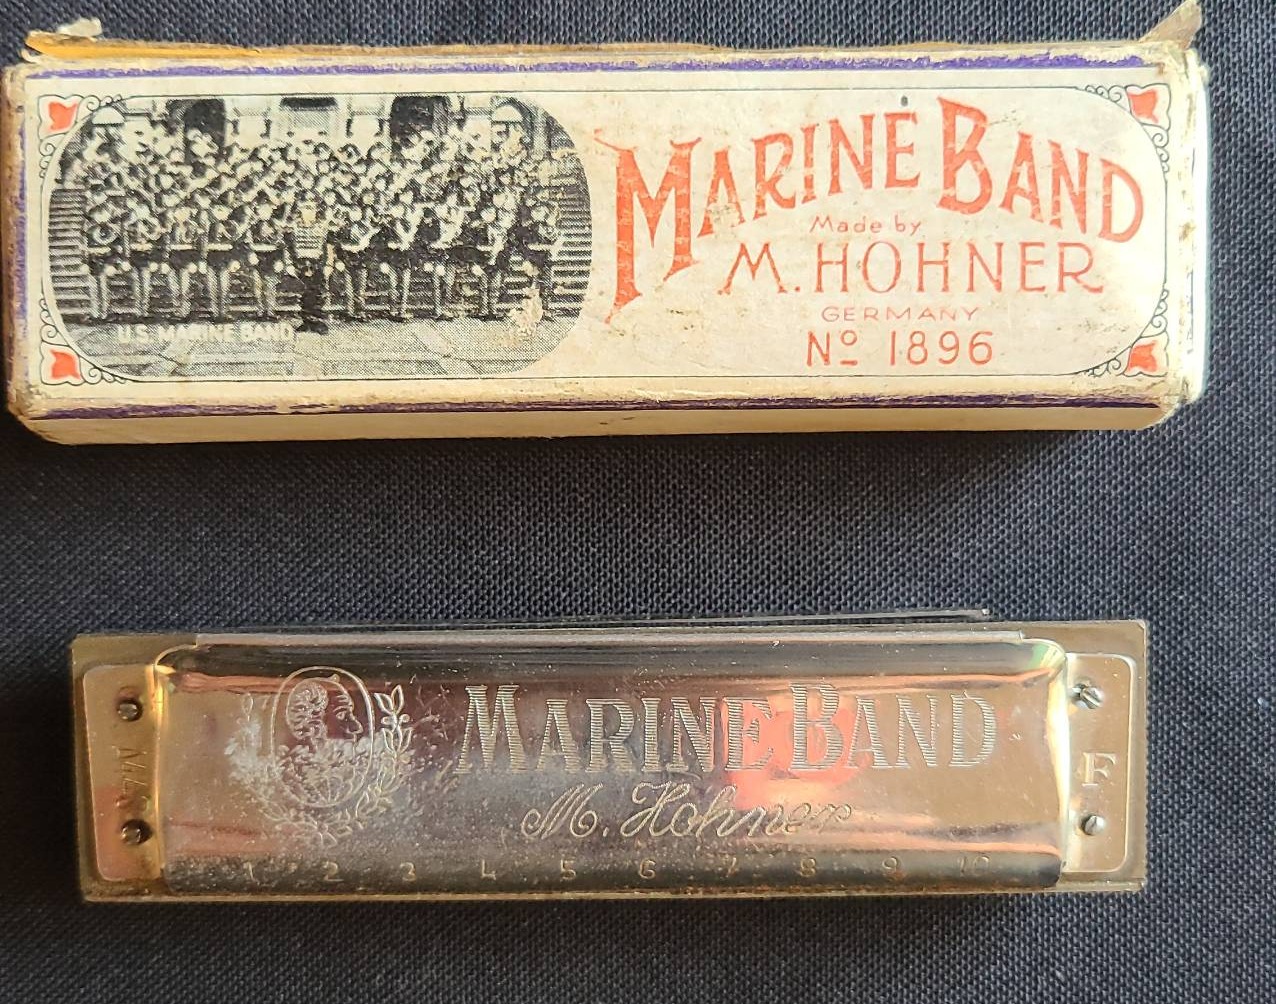 MARINE BAND
Made by
M. HOHNER
GERMANY
Nº 1896
U.S. MARINE BAND
MARINE BAND
M. Hohner
F
1 2 3 4 5 6 7 8 9 10